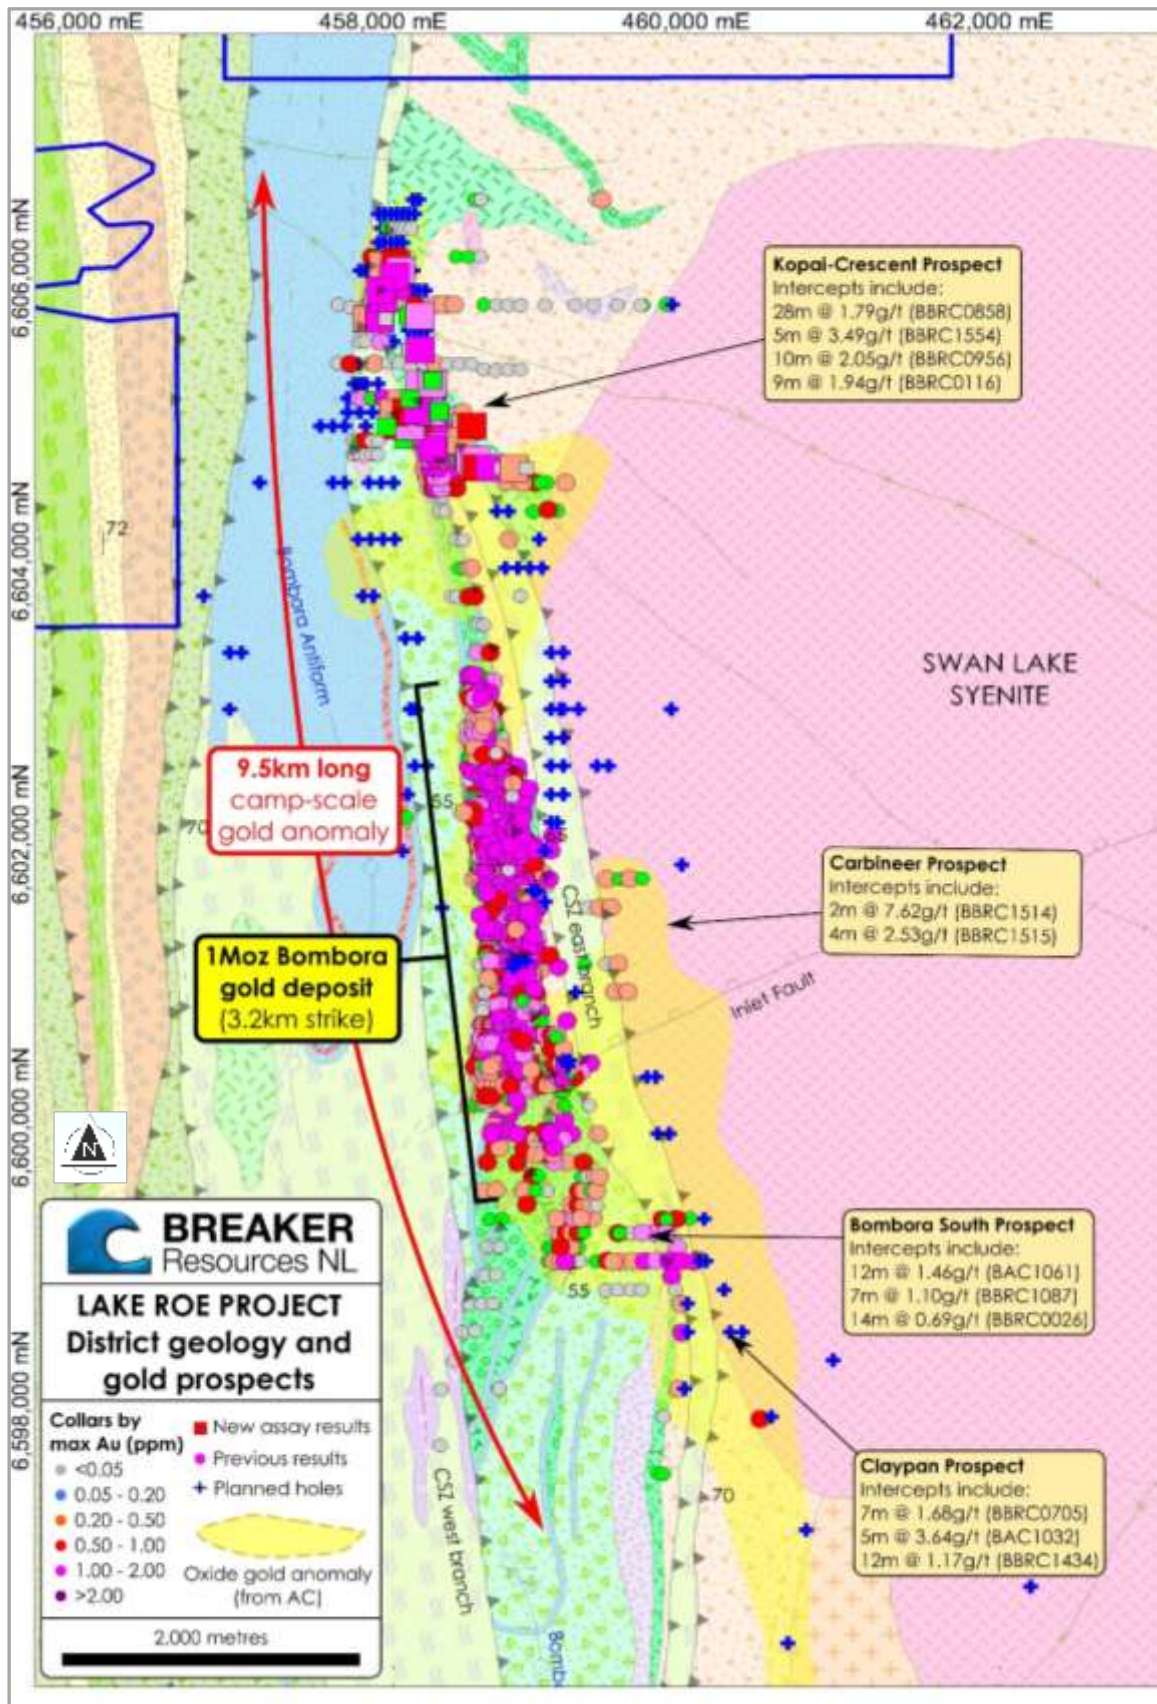 456,000 mE
458,000 mE
460,000 mE
462,000 mE
6,606,000 mN
6,604,000 mN
6,602,000 mN
6,600,000 mN
6,598,000 mN
Kopai-Crescent Prospect
Intercepts include:
28m @ 1.79g/t (BBRC0858)
5m @ 3.49g/t (BBRC1554)
10m @ 2.05g/t (BBRC0956)
9m @ 1.94g/t (BBRC0116)
72
Bombora Antiform
SWAN LAKE
SYENITE
9.5km long
camp-scale
gold anomaly
70
55
65
Carbineer Prospect
Intercepts include:
2m @ 7.62g/t (BBRC1514)
4m @ 2.53g/t (BBRC1515)
CSZ east branch
1Moz Bombora
gold deposit
(3.2km strike)
Inlet Fault
N
Bombora South Prospect
Intercepts include:
12m @ 1.46g/t (BAC1061)
7m @ 1.10g/t (BBRC1087)
14m @ 0.69g/t (BBRC0026)
55
Claypan Prospect
Intercepts include:
7m @ 1.68g/t (BBRC0705)
5m @ 3.64g/t (BAC1032)
12m @ 1.17g/t (BBRC1434)
70
CSZ west branch
Bombo
BREAKER
Resources NL
LAKE ROE PROJECT
District geology and
gold prospects
Collars by
max Au (ppm)
<0.05
0.05 - 0.20
0.20 - 0.50
0.50 - 1.00
1.00 - 2.00
>2.00
New assay results
Previous results
Planned holes
Oxide gold anomaly
(from AC)
2,000 metres